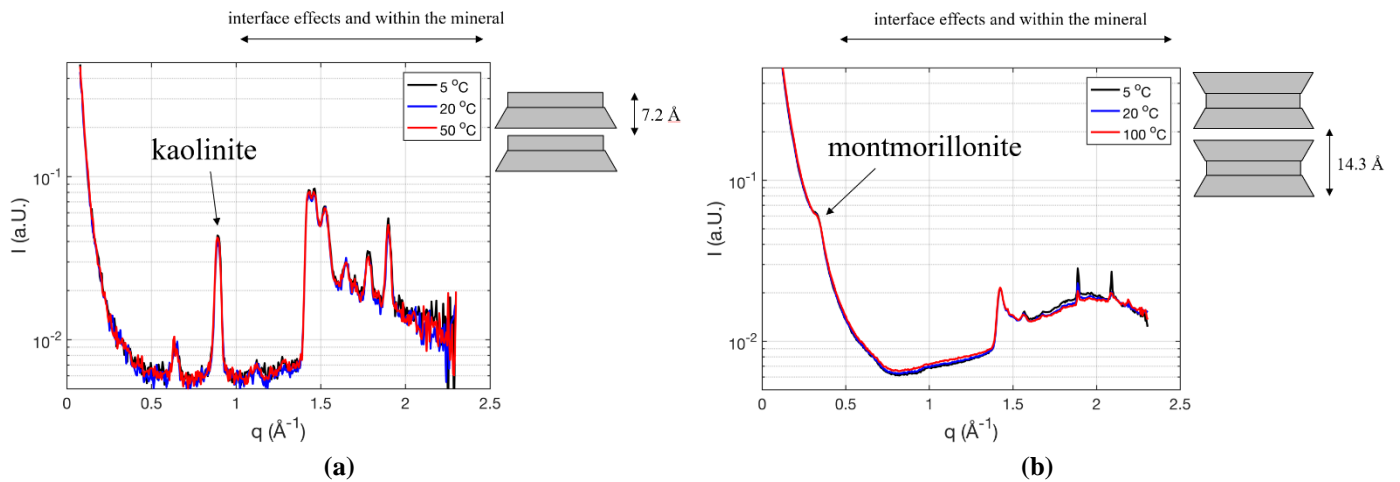 interface effects and within the mineral
10⁻¹
10⁻²
I (a.U.)
0
0.5
1
1.5
2
2.5
q (Å⁻¹)
5 °C
20 °C
50 °C
kaolinite
7.2 Å
(a)
interface effects and within the mineral
10⁻¹
10⁻²
I (a.U.)
0
0.5
1
1.5
2
2.5
q (Å⁻¹)
5 °C
20 °C
100 °C
montmorillonite
14.3 Å
(b)